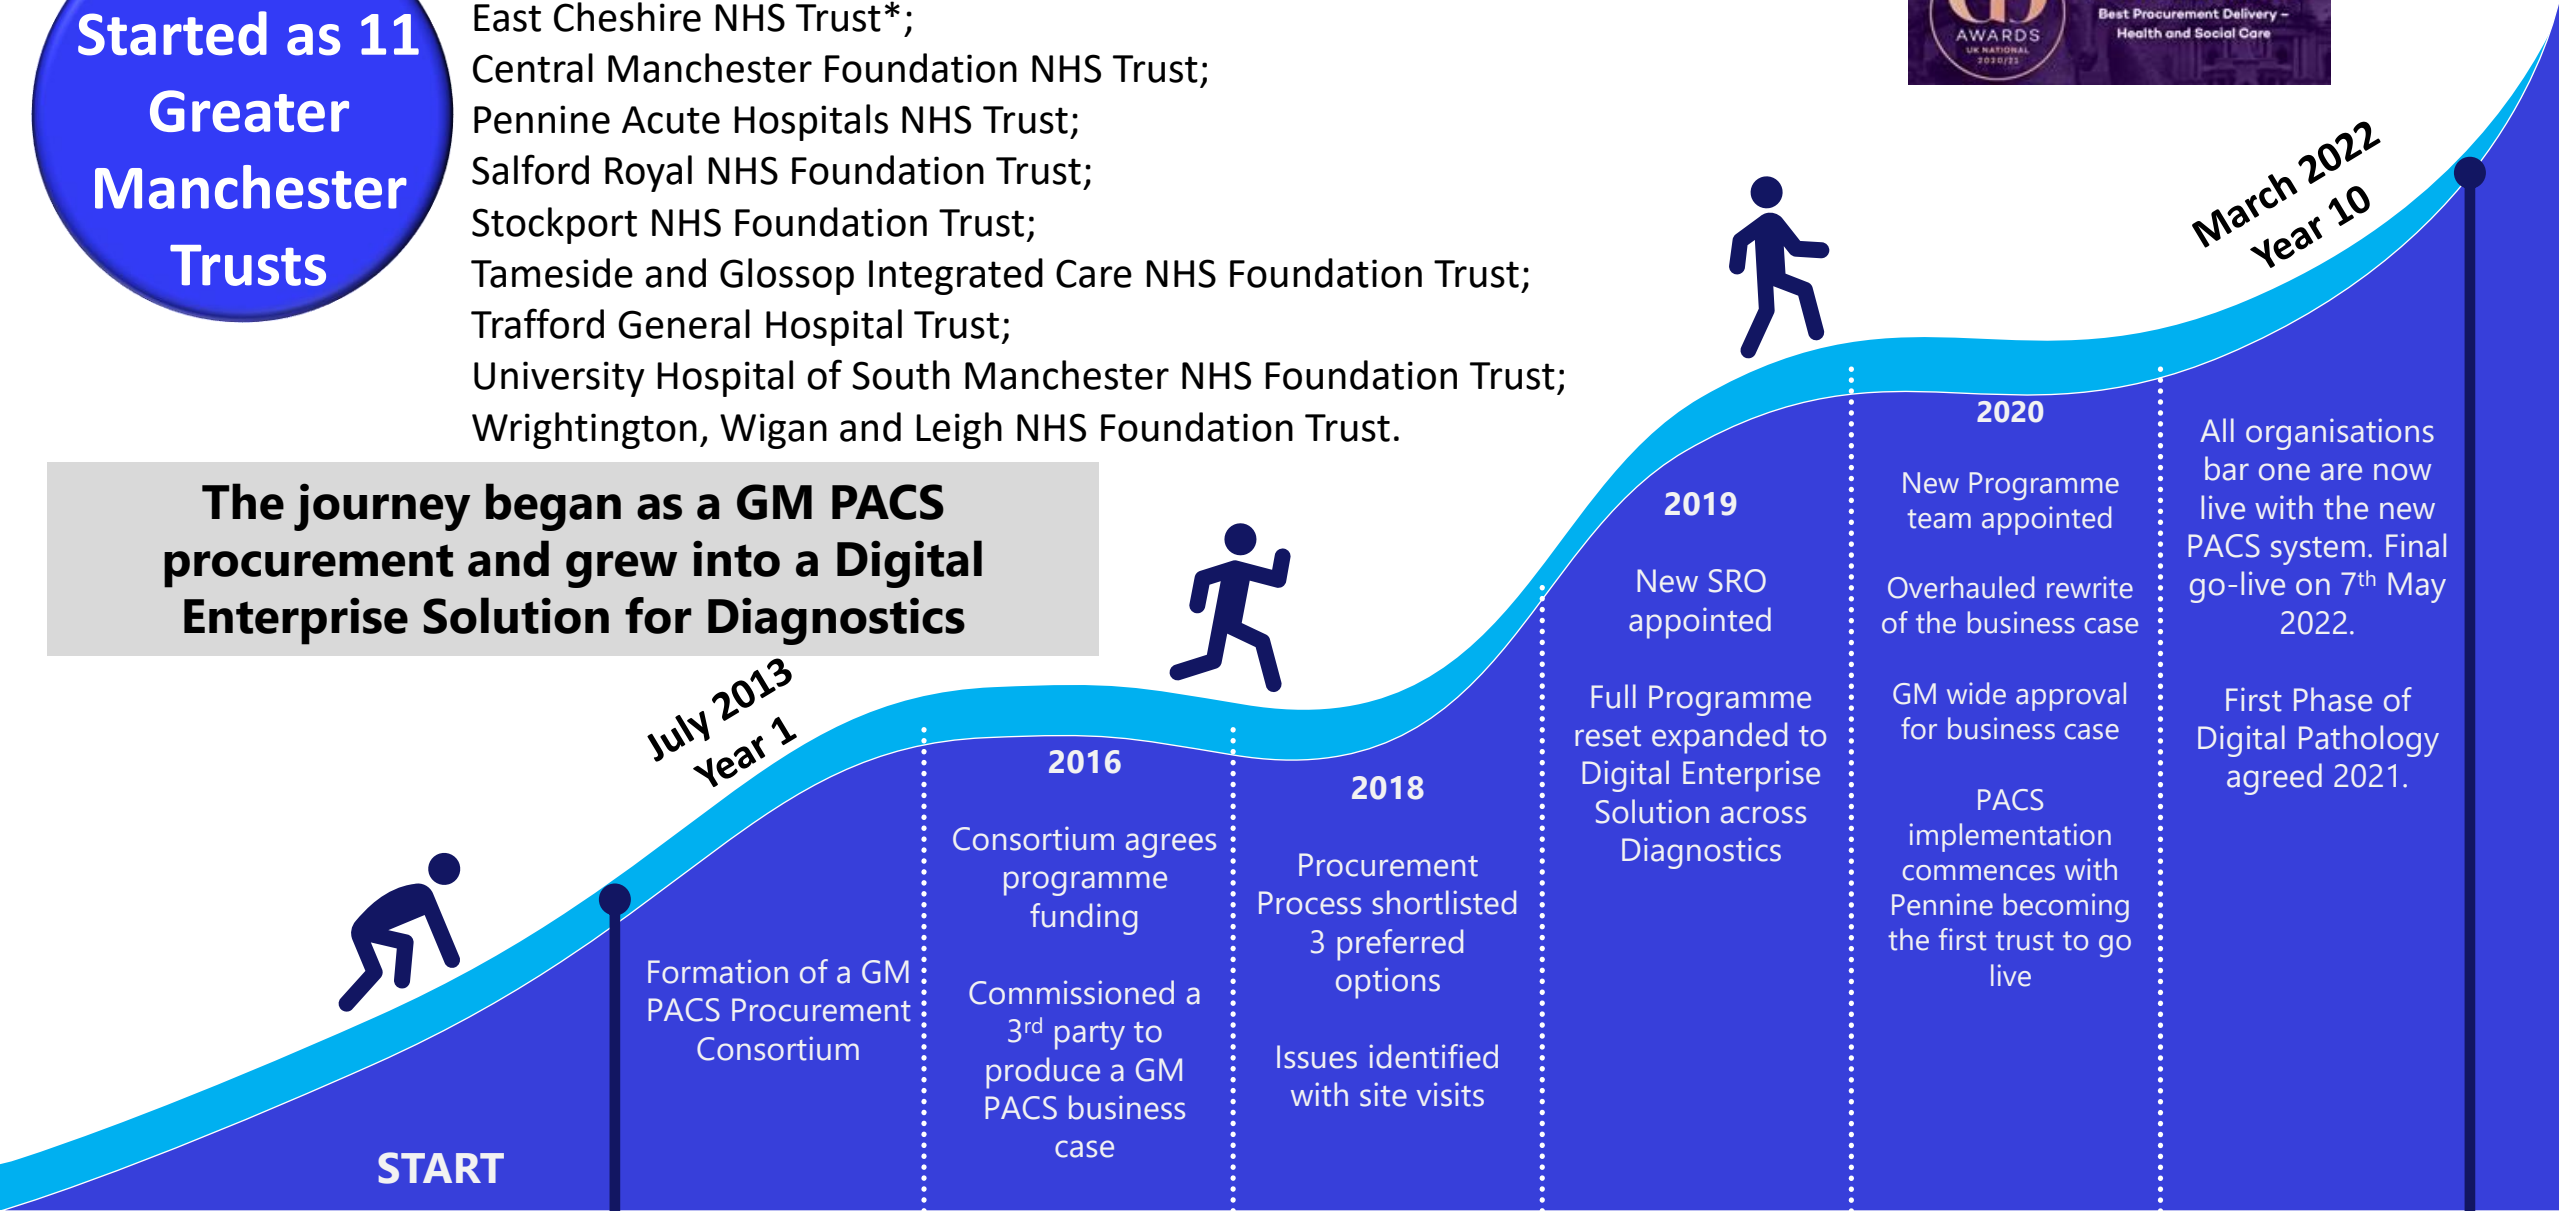 Started as 11
Greater
Manchester
Trusts
East Cheshire NHS Trust*;
Central Manchester Foundation NHS Trust;
Pennine Acute Hospitals NHS Trust;
Salford Royal NHS Foundation Trust;
Stockport NHS Foundation Trust;
Tameside and Glossop Integrated Care NHS Foundation Trust;
Trafford General Hospital Trust;
University Hospital of South Manchester NHS Foundation Trust;
Wrightington, Wigan and Leigh NHS Foundation Trust.
AWARDS
UK NATIONAL
2020/21
Best Procurement Delivery –
Health and Social Care
The journey began as a GM PACS
procurement and grew into a Digital
Enterprise Solution for Diagnostics
START
July 2013
Year 1
Formation of a GM
PACS Procurement
Consortium
2016
Consortium agrees
programme
funding
Commissioned a
3rd party to
produce a GM
PACS business
case
2018
Procurement
Process shortlisted
3 preferred
options
Issues identified
with site visits
2019
New SRO
appointed
Full Programme
reset expanded to
Digital Enterprise
Solution across
Diagnostics
2020
New Programme
team appointed
Overhauled rewrite
of the business case
GM wide approval
for business case
PACS
implementation
commences with
Pennine becoming
the first trust to go
live
March 2022
Year 10
All organisations
bar one are now
live with the new
PACS system. Final
go-live on 7th May
2022.
First Phase of
Digital Pathology
agreed 2021.